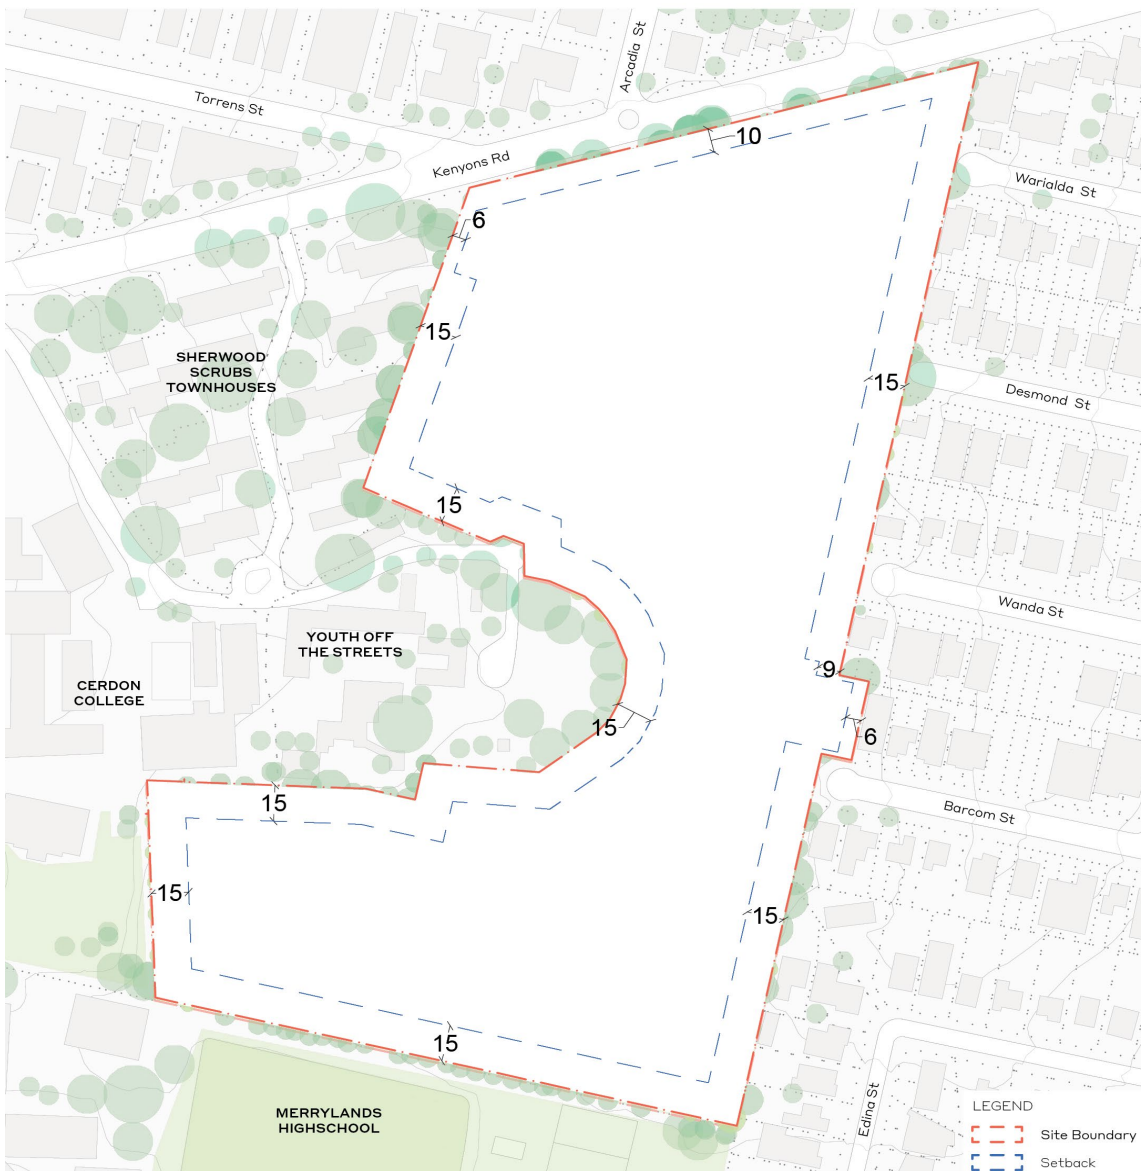 Arcadia St
Torrens St
Kenyons Rd
10
Warialda St
6
15
SHERWOOD
SCRUBS
TOWNHOUSES
15
Desmond St
15
Wanda St
YOUTH OFF
THE STREETS
9
CERDON
COLLEGE
15
6
15
Barcom St
15
15
15
MERRYLANDS
HIGHSCHOOL
Edina St
LEGEND
Site Boundary
Setback